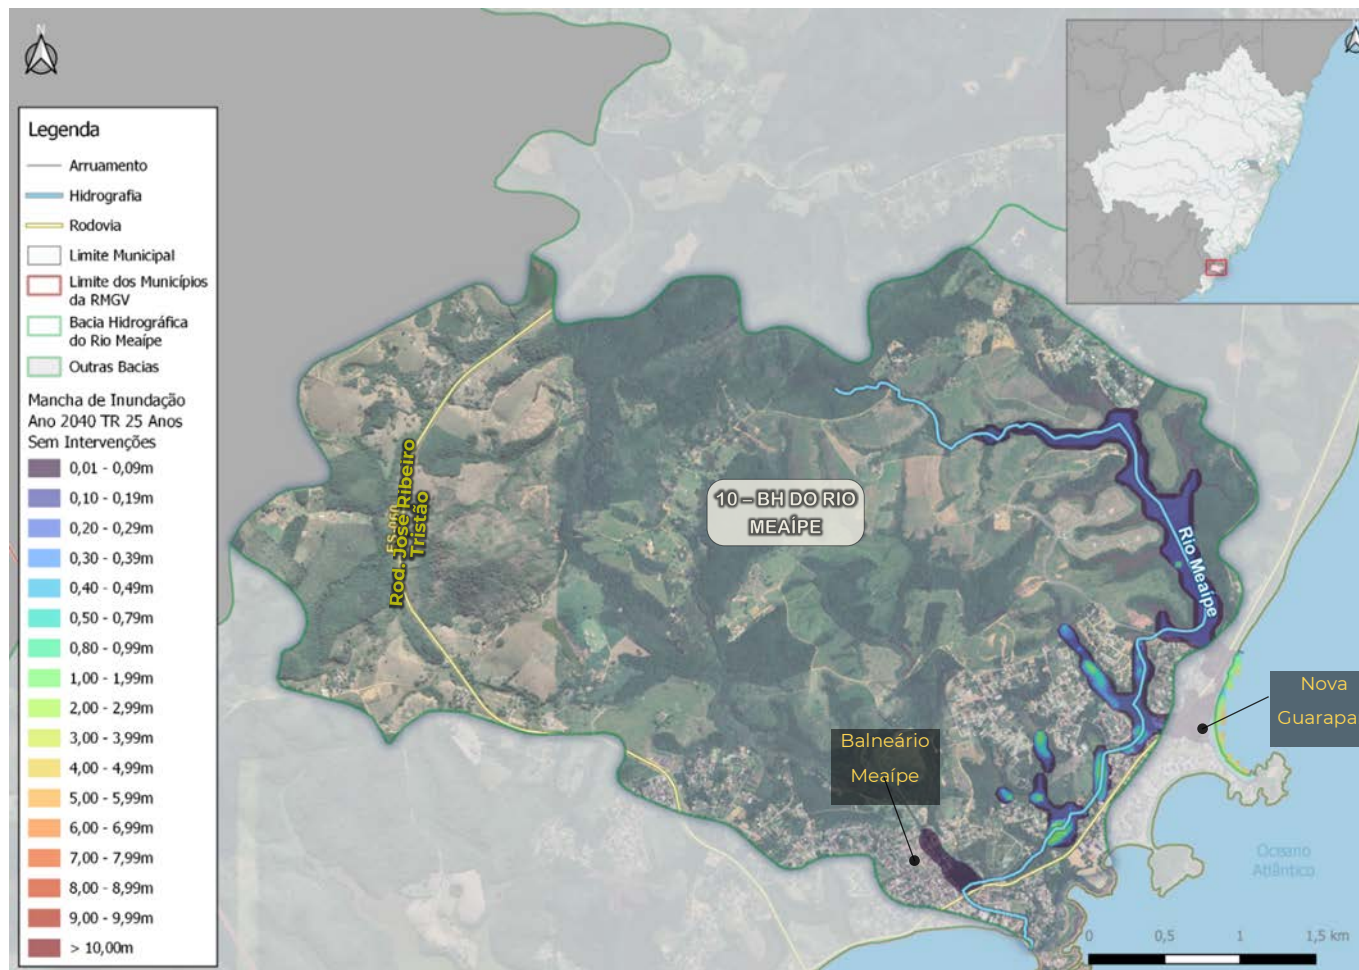 N
Legenda
Arruamento
Hidrografia
Rodovia
Limite Municipal
Limite dos Municípios
da RMGV
Bacia Hidrográfica
do Rio Meaípe
Outras Bacias
Mancha de Inundação
Ano 2040 TR 25 Anos
Sem Intervenções
0,01 - 0,09m
0,10 - 0,19m
0,20 - 0,29m
0,30 - 0,39m
0,40 - 0,49m
0,50 - 0,79m
0,80 - 0,99m
1,00 - 1,99m
2,00 - 2,99m
3,00 - 3,99m
4,00 - 4,99m
5,00 - 5,99m
6,00 - 6,99m
7,00 - 7,99m
8,00 - 8,99m
9,00 - 9,99m
> 10,00m
Rod. José Ribeiro
Tristão
ES-060
10 – BH DO RIO
MEAÍPE
Rio Meaípe
Nova
Guarapa
Balneário
Meaípe
Oceano
Atlântico
0 0,5 1 1,5 km